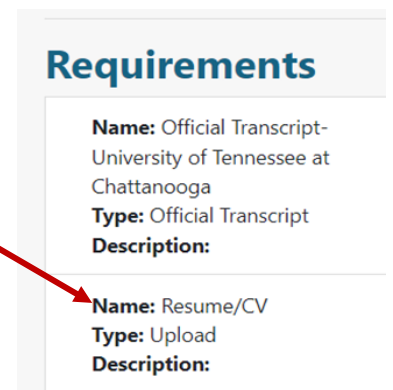 Requirements
Name: Official Transcript-
University of Tennessee at
Chattanooga
Type: Official Transcript
Description:
Name: Resume/CV
Type: Upload
Description: